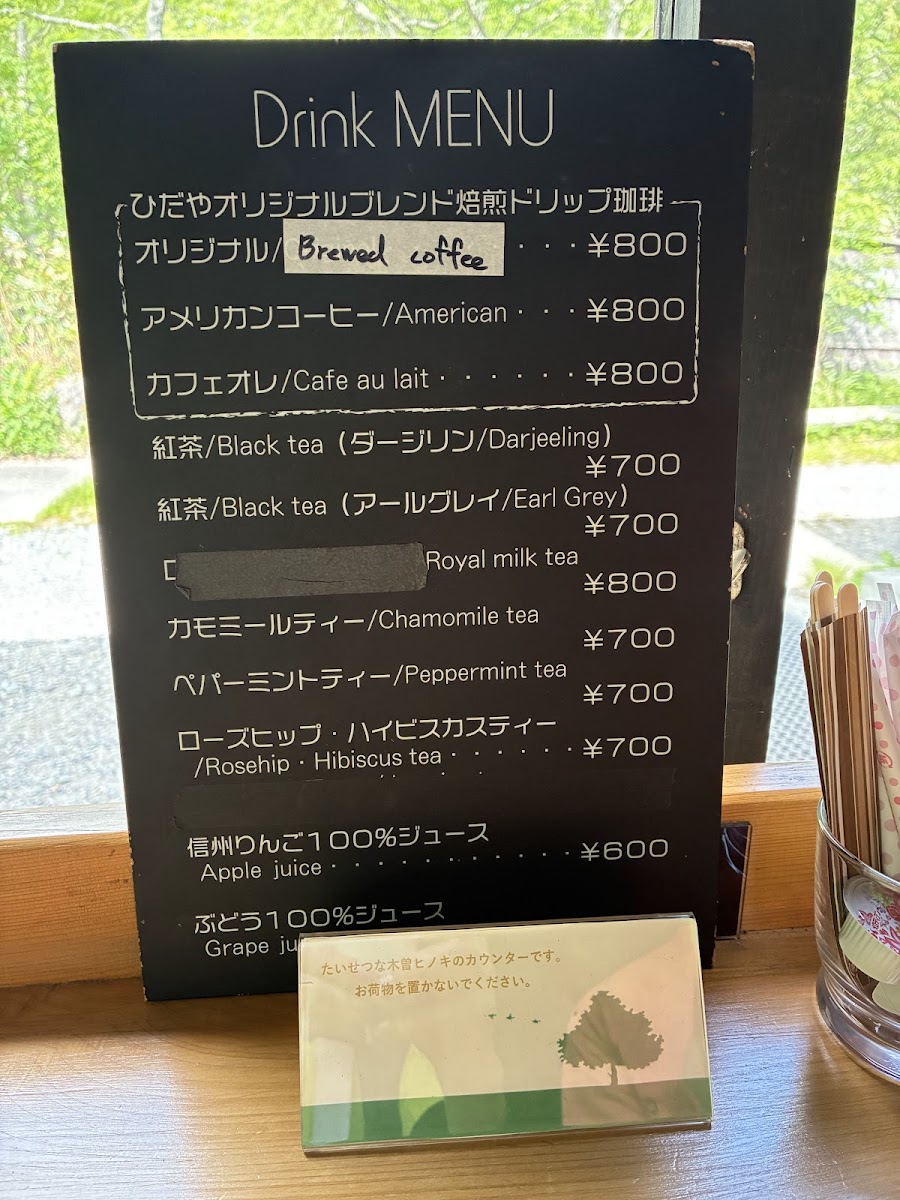 Drink MENU
ひだやオリジナルブレンド焙煎ドリップ珈琲
オリジナル/Brewed coffee ・・・¥800
アメリカンコーヒー/American・・・¥800
カフェオレ/Cafe au lait・・・・・・¥800
紅茶/Black tea（ダージリン/Darjeeling）
¥700
紅茶/Black tea（アールグレイ/Earl Grey）
¥700
Royal milk tea
¥800
カモミールティー/Chamomile tea
¥700
ペパーミントティー/Peppermint tea
¥700
ローズヒップ・ハイビスカスティー
/Rosehip・Hibiscus tea・・・・・・¥700
信州りんご100%ジュース
Apple juice・・・・・・・・・・・¥600
ぶどう100%ジュース
Grape
たいせつな木曽ヒノキのカウンターです。
お荷物を置かないでください。